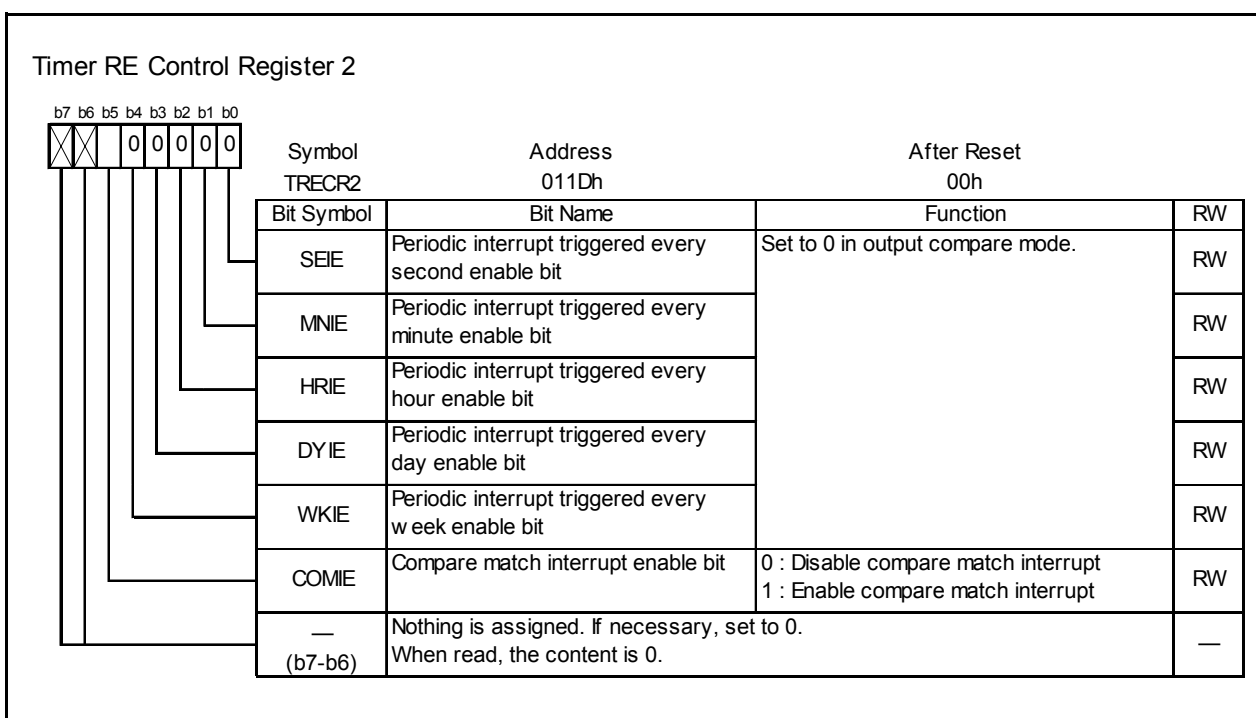 Timer RE Control Register 2
b7 b6 b5 b4 b3 b2 b1 b0
0 0 0 0 0
Symbol Address After Reset
TRECR2 011Dh 00h
Bit Symbol Bit Name Function RW
SEIE Periodic interrupt triggered every second enable bit Set to 0 in output compare mode. RW
MNIE Periodic interrupt triggered every minute enable bit RW
HRIE Periodic interrupt triggered every hour enable bit RW
DYIE Periodic interrupt triggered every day enable bit RW
WKIE Periodic interrupt triggered every week enable bit RW
COMIE Compare match interrupt enable bit 0 : Disable compare match interrupt RW
1 : Enable compare match interrupt
— Nothing is assigned. If necessary, set to 0. —
(b7-b6) When read, the content is 0.